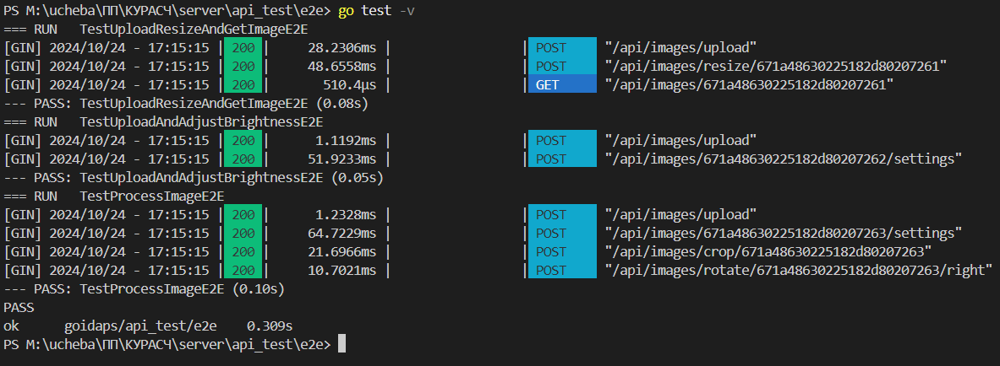 PS M:\ucheba\ПП\КУРАСЧ\server\api_test\e2e> go test -v
=== RUN   TestUploadResizeAndGetImageE2E
[GIN] 2024/10/24 - 17:15:15 | 200 |     28.2306ms |                 | POST     "/api/images/upload"
[GIN] 2024/10/24 - 17:15:15 | 200 |     48.6558ms |                 | POST     "/api/images/resize/671a48630225182d80207261"
[GIN] 2024/10/24 - 17:15:15 | 200 |       510.4µs |                 | GET      "/api/images/671a48630225182d80207261"
--- PASS: TestUploadResizeAndGetImageE2E (0.08s)
=== RUN   TestUploadAndAdjustBrightnessE2E
[GIN] 2024/10/24 - 17:15:15 | 200 |      1.1192ms |                 | POST     "/api/images/upload"
[GIN] 2024/10/24 - 17:15:15 | 200 |     51.9233ms |                 | POST     "/api/images/671a48630225182d80207262/settings"
--- PASS: TestUploadAndAdjustBrightnessE2E (0.05s)
=== RUN   TestProcessImageE2E
[GIN] 2024/10/24 - 17:15:15 | 200 |      1.2328ms |                 | POST     "/api/images/upload"
[GIN] 2024/10/24 - 17:15:15 | 200 |     64.7229ms |                 | POST     "/api/images/671a48630225182d80207263/settings"
[GIN] 2024/10/24 - 17:15:15 | 200 |     21.6966ms |                 | POST     "/api/images/crop/671a48630225182d80207263"
[GIN] 2024/10/24 - 17:15:15 | 200 |     10.7021ms |                 | POST     "/api/images/rotate/671a48630225182d80207263/right"
--- PASS: TestProcessImageE2E (0.10s)
PASS
ok      goidaps/api_test/e2e    0.309s
PS M:\ucheba\ПП\КУРАСЧ\server\api_test\e2e>